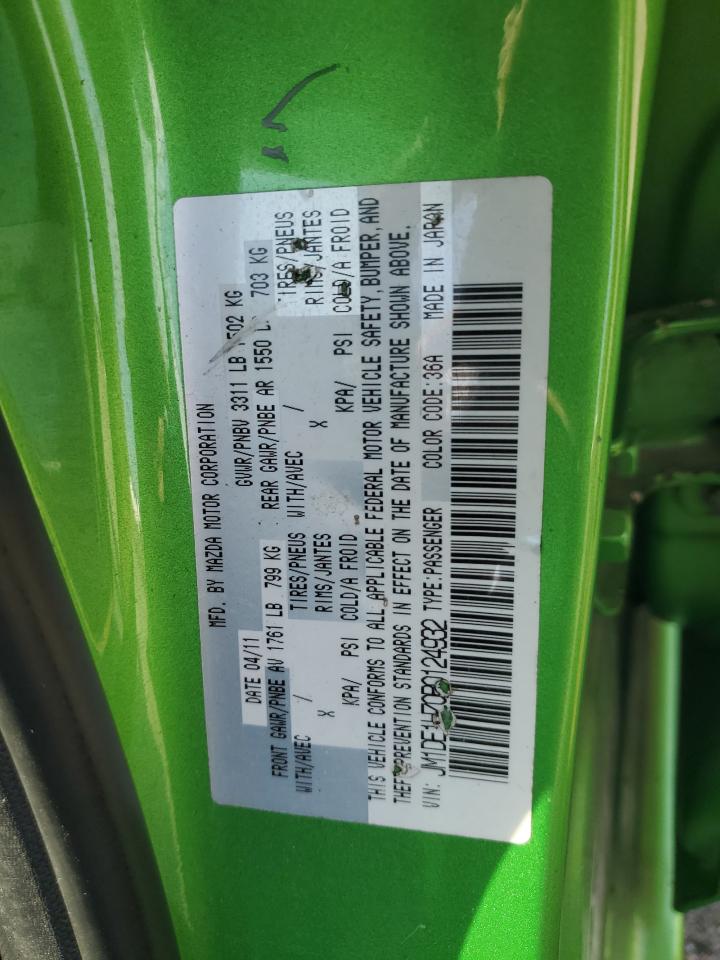 MFD. BY MAZDA MOTOR CORPORATION
DATE 04/11 GVWR/PNBV 3311 LB KG
FRONT GAWR/PNBE AV 1761 LB 799 KG REAR GAWR/PNBE AR 1550 703 KG
WITH/AVEC / TIRES/PNEUS WITH/AVEC / TIRES/PNEUS
X RIMS/JANTES X RIMS/JANTES
KPA/ PSI COLD/A FROID KPA/ PSI COLD/A FROID
THIS VEHICLE CONFORMS TO ALL APPLICABLE FEDERAL MOTOR VEHICLE SAFETY, BUMPER, AND
THEFT PREVENTION STANDARDS IN EFFECT ON THE DATE OF MANUFACTURE SHOWN ABOVE.
VIN: TYPE:PASSENGER COLOR CODE:36A MADE IN JAPAN